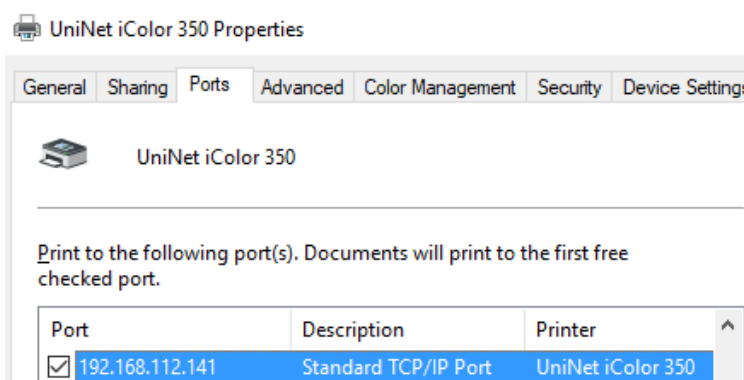 UniNet iColor 350 Properties
General Sharing Ports Advanced Color Management Security Device Settings
UniNet iColor 350
Print to the following port(s). Documents will print to the first free
checked port.
Port Description Printer
192.168.112.141 Standard TCP/IP Port UniNet iColor 350